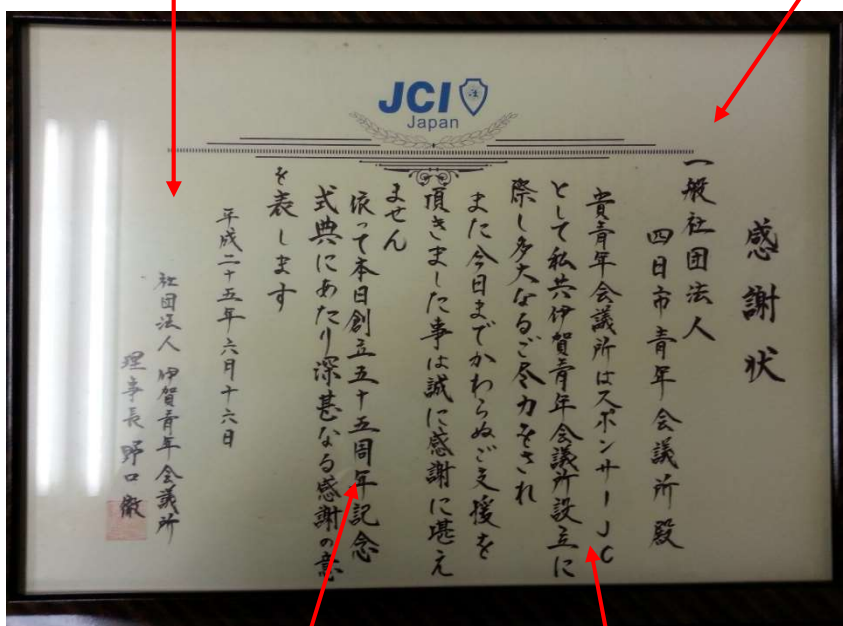 JCI
Japan
感謝状
一般社団法人
四日市青年会議所殿
貴青年会議所はスポンサーJC
として私共伊賀青年会議所設立に
際し多大なるご尽力をされ
また今日までかわらぬご支援を
頂きました事は誠に感謝に堪え
ません
依って本日創立五十五周年記念
式典にあたり深甚なる感謝の意
を表します
平成二十五年六月十六日
社団法人 伊賀青年会議所
理事長 野口徹